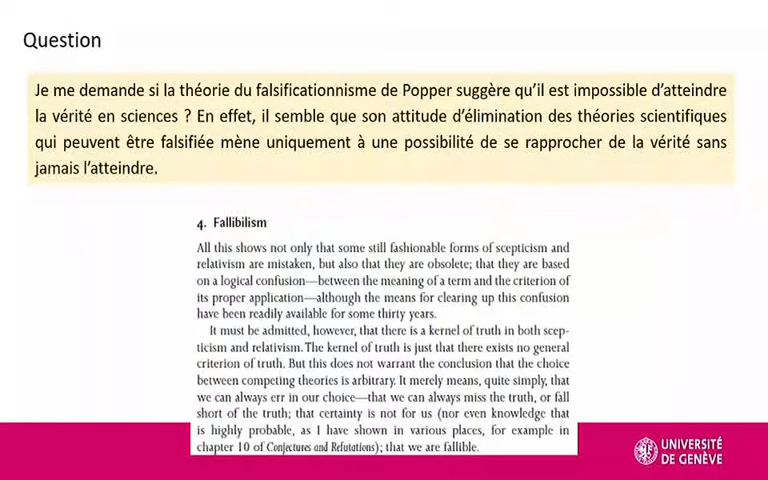 Question
Je me demande si la théorie du falsificationnisme de Popper suggère qu'il est impossible d'atteindre
la vérité en sciences ? En effet, il semble que son attitude d'élimination des théories scientifiques
qui peuvent être falsifiée mène uniquement à une possibilité de se rapprocher de la vérité sans
jamais l'atteindre.
4. Fallibilism
All this shows not only that some still fashionable forms of scepticism and
relativism are mistaken, but also that they are obsolete; that they are based
on a logical confusion—between the meaning of a term and the criterion of
its proper application—although the means for clearing up this confusion
have been readily available for some thirty years.
It must be admitted, however, that there is a kernel of truth in both scep-
ticism and relativism. The kernel of truth is just that there exists no general
criterion of truth. But this does not warrant the conclusion that the choice
between competing theories is arbitrary. It merely means, quite simply, that
we can always err in our choice—that we can always miss the truth, or fall
short of the truth; that certainty is not for us (nor even knowledge that
is highly probable, as I have shown in various places, for example in
chapter 10 of Conjectures and Refutations); that we are fallible.
UNIVERSITÉ
DE GENÈVE